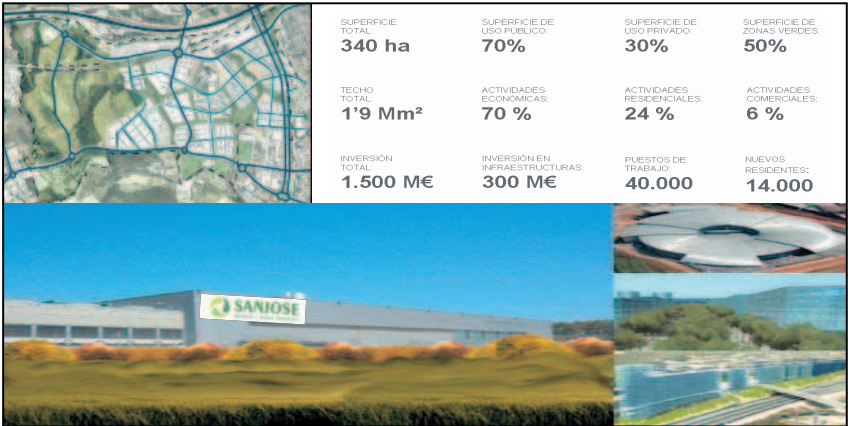 SUPERFICIE
TOTAL:
340 ha
SUPERFICIE DE
USO PÚBLICO:
70%
SUPERFICIE DE
USO PRIVADO:
30%
SUPERFICIE DE
ZONAS VERDES:
50%
TECHO
TOTAL:
1'9 Mm²
ACTIVIDADES
ECONÓMICAS:
70 %
ACTIVIDADES
RESIDENCIALES:
24 %
ACTIVIDADES
COMERCIALES:
6 %
INVERSIÓN
TOTAL:
1.500 M€
INVERSIÓN EN
INFRAESTRUCTURAS:
300 M€
PUESTOS DE
TRABAJO:
40.000
NUEVOS
RESIDENTES:
14.000
SANJOSE